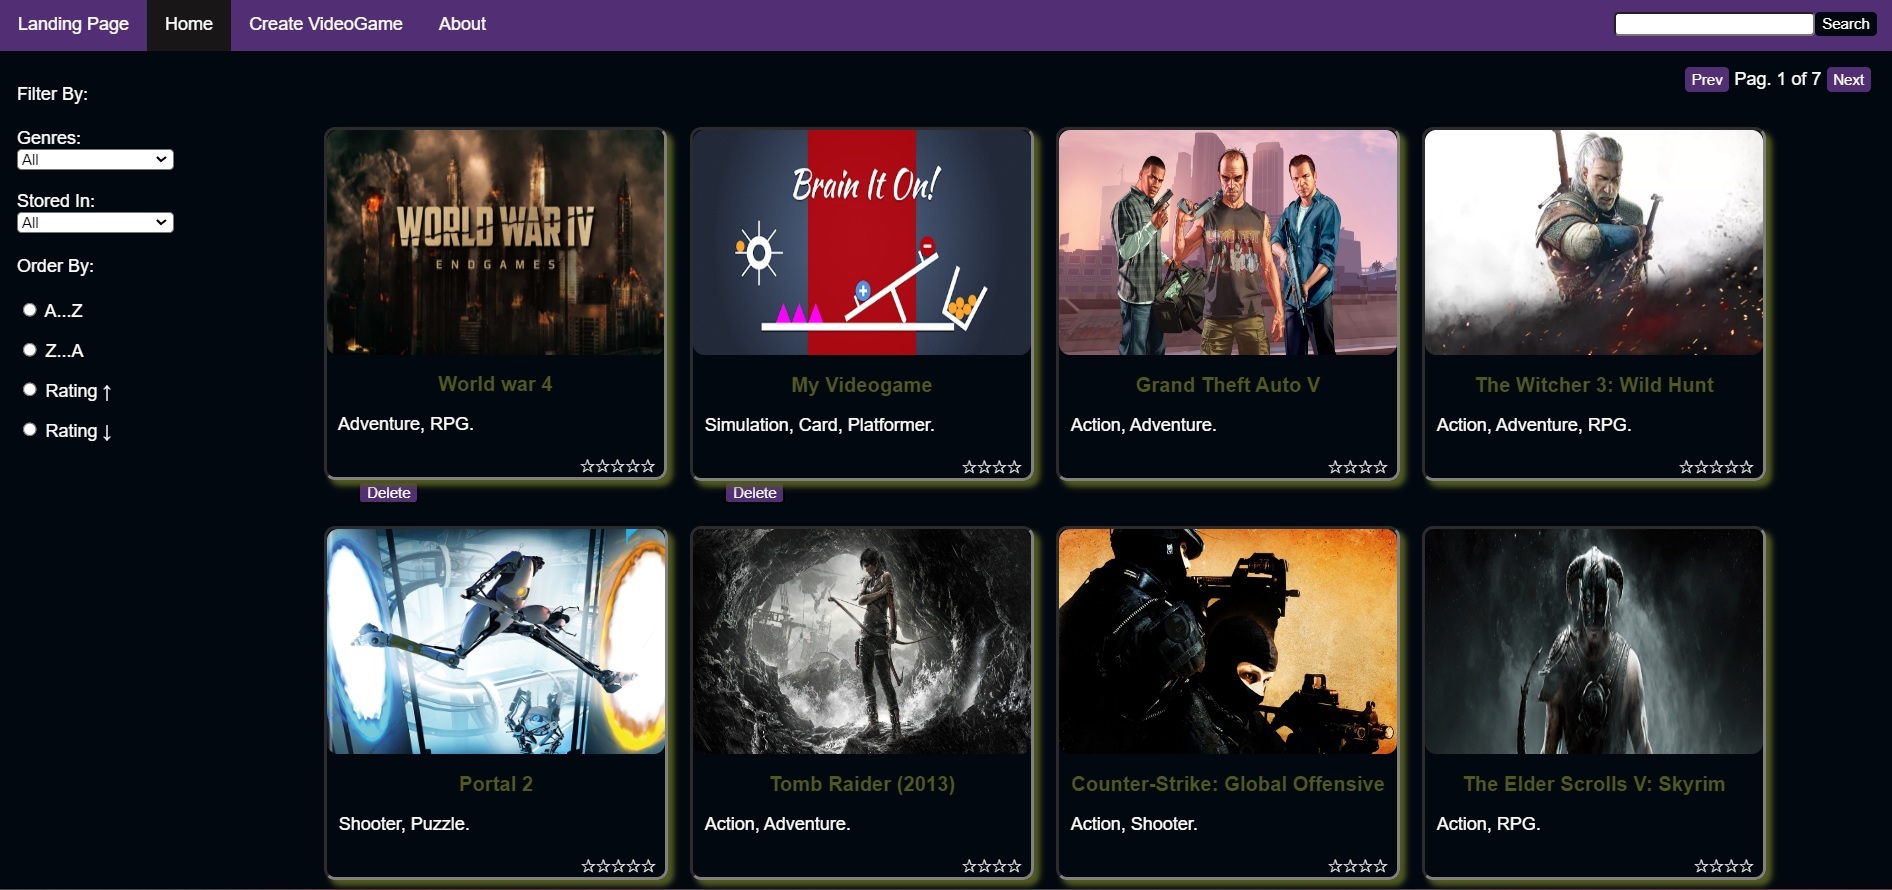 Landing Page Home Create VideoGame About Search
Prev Pag. 1 of 7 Next
Filter By:
Genres:
All
Stored In:
All
Order By:
A...Z
Z...A
Rating ↑
Rating ↓
WORLD WAR IV
ENDGAMES
World war 4
Adventure, RPG.
☆☆☆☆☆
Delete
Brain It On!
My Videogame
Simulation, Card, Platformer.
☆☆☆☆
Delete
Grand Theft Auto V
Action, Adventure.
☆☆☆☆
The Witcher 3: Wild Hunt
Action, Adventure, RPG.
☆☆☆☆☆
Portal 2
Shooter, Puzzle.
☆☆☆☆☆
Tomb Raider (2013)
Action, Adventure.
☆☆☆☆
Counter-Strike: Global Offensive
Action, Shooter.
☆☆☆☆
The Elder Scrolls V: Skyrim
Action, RPG.
☆☆☆☆